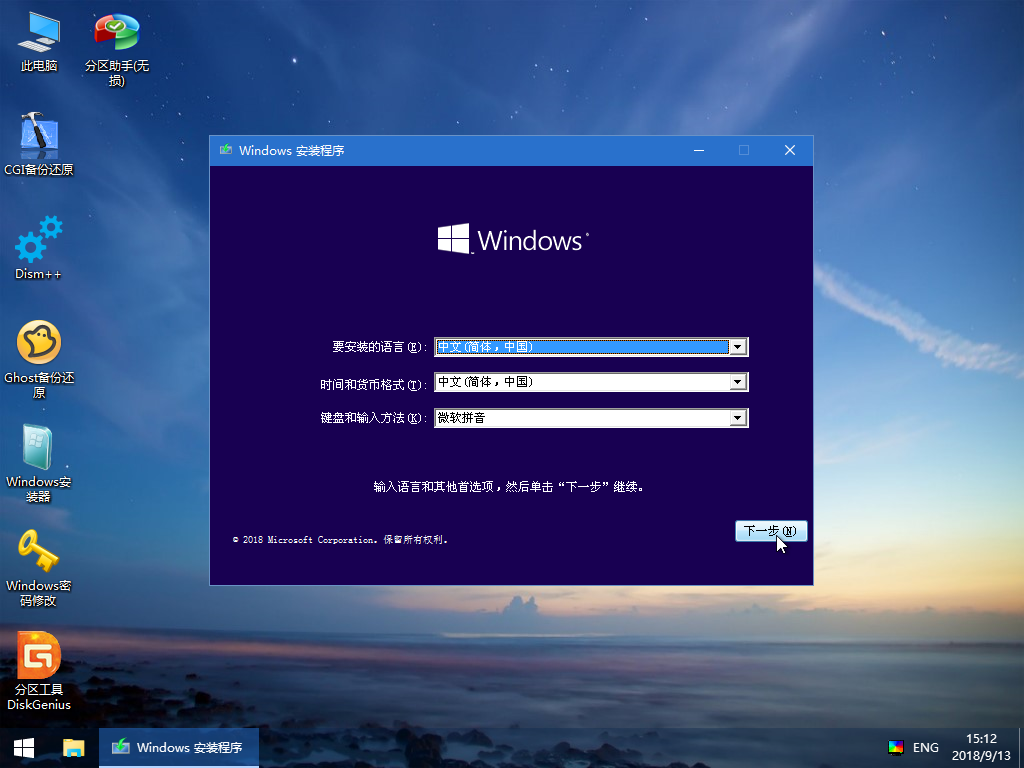 此电脑
分区助手(无
损)
CGI备份还原
Dism++
Ghost备份还
原
Windows安
装器
Windows密
码修改
分区工具
DiskGenius
Windows 安装程序
Windows
要安装的语言(E): 中文(简体，中国)
时间和货币格式(T): 中文(简体，中国)
键盘和输入方法(K): 微软拼音
输入语言和其他首选项，然后单击“下一步”继续。
下一步(N)
© 2018 Microsoft Corporation。保留所有权利。
Windows 安装程序
ENG
15:12
2018/9/13